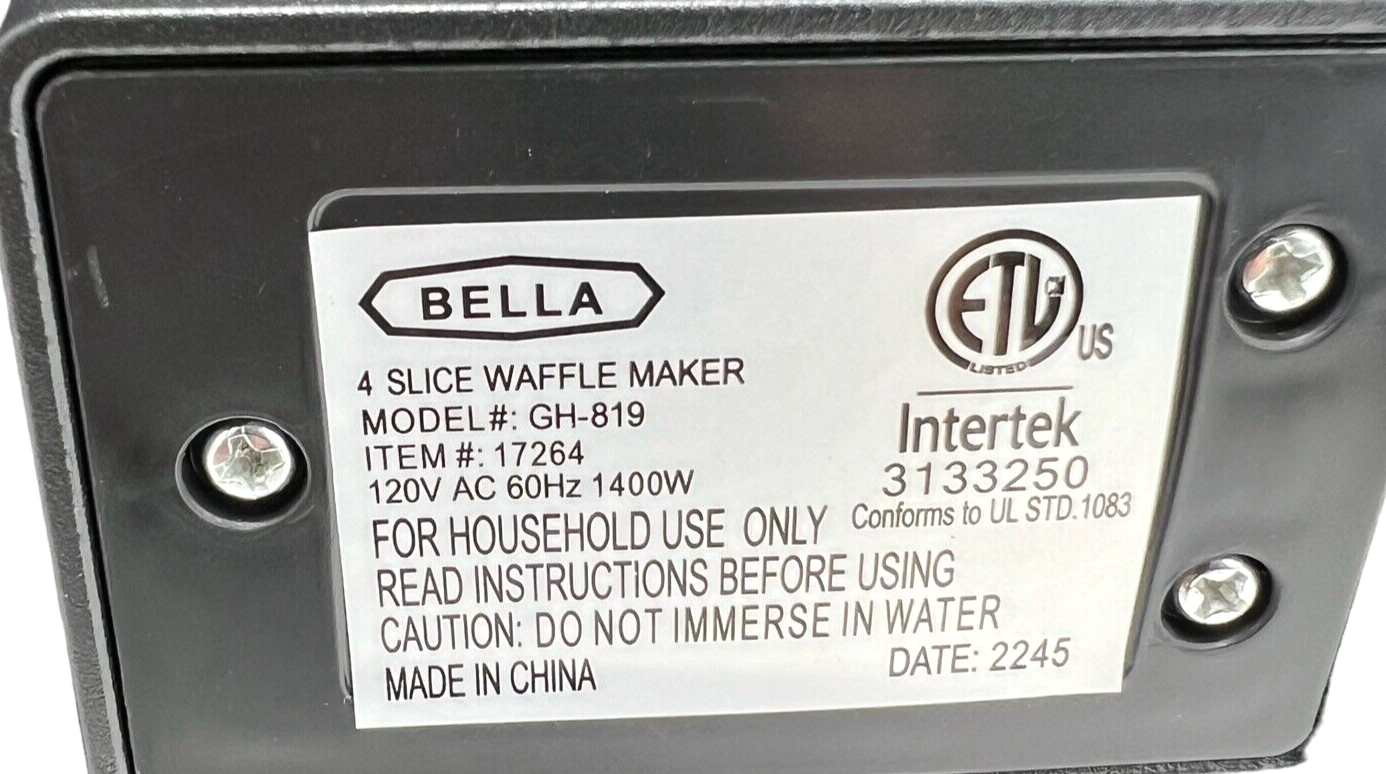 BELLA
4 SLICE WAFFLE MAKER
MODEL#: GH-819
ITEM #: 17264
120V AC 60Hz 1400W
ETL
C US
LISTED
Intertek
3133250
Conforms to UL STD.1083
FOR HOUSEHOLD USE ONLY
READ INSTRUCTIONS BEFORE USING
CAUTION: DO NOT IMMERSE IN WATER
MADE IN CHINA
DATE: 2245